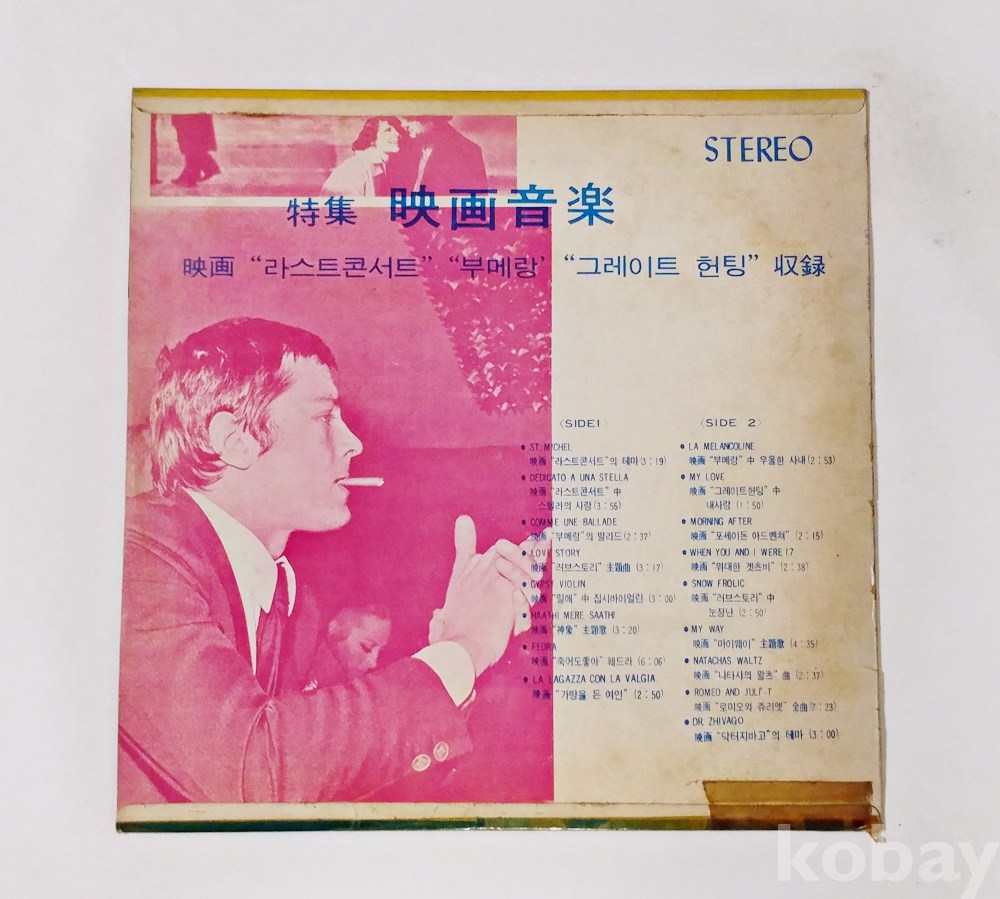 STEREO
特集 映画音楽
映画 “라스트콘서트” “부메랑’ “그레이트 헌팅” 収録
〈SIDE 1〉
• ST. MICHEL
映画 “라스트콘서트”의 테마(3:19)
• DEDICATO A UNA STELLA
映画 “라스트콘서트” 中
스텔라의 사랑(3:55)
• COMME UNE BALLADE
映画 “부메랑”의 발라드(2:37)
• LOVE STORY
映画 “러브스토리” 主題曲 (3:17)
• GYPSY VIOLIN
映画 “밀애” 中 집시바이얼린 (3:00)
• HAATHI MERE SAATHI
映画 “神象” 主題歌 (3:20)
• FEDRA
映画 “죽어도좋아” 훼드라 (6:06)
• LA LAGAZZA CON LA VALGIA
映画 “가방을 든 여인” (2:50)
〈SIDE 2〉
• LA MELANCOLINE
映画 “부메랑” 中 우울한 사내(2:53)
• MY LOVE
映画 “그레이트헌팅” 中
내사랑 (1:50)
• MORNING AFTER
映画 “포세이돈 아드벤쳐” (2:15)
• WHEN YOU AND I WERE 17
映画 “위대한 겟츠비” (2:38)
• SNOW FROLIC
映画 “러브스토리” 中
눈장난 (2:50)
• MY WAY
映画 “마이웨이” 主題歌 (4:35)
• NATACHAS WALTZ
映画 “나타샤의 왈츠” 曲 (2:37)
• ROMEO AND JULI' T
映画 “로미오와 쥬리엣” 全曲(7:23)
• DR ZHIVAGO
映画 “닥터지바고”의 테마 (3:00)
kobay